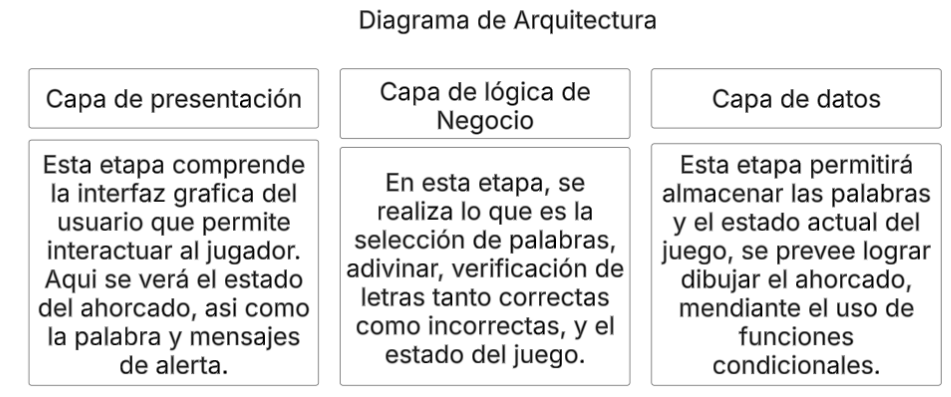 Diagrama de Arquitectura
Capa de presentación
Esta etapa comprende
la interfaz grafica del
usuario que permite
interactuar al jugador.
Aqui se verá el estado
del ahorcado, asi como
la palabra y mensajes
de alerta.
Capa de lógica de
Negocio
En esta etapa, se
realiza lo que es la
selección de palabras,
adivinar, verificación de
letras tanto correctas
como incorrectas, y el
estado del juego.
Capa de datos
Esta etapa permitirá
almacenar las palabras
y el estado actual del
juego, se prevee lograr
dibujar el ahorcado,
mendiante el uso de
funciones
condicionales.